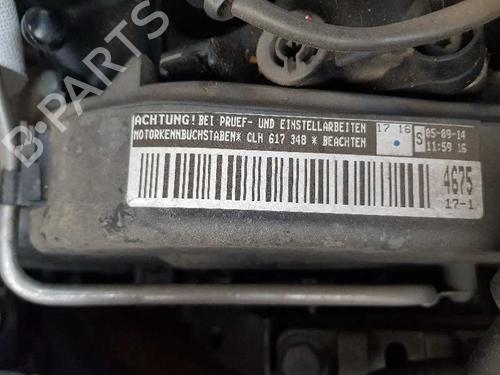 ACHTUNG! BEI PRUEF- UND EINSTELLARBEITEN
MOTORKENNBUCHSTABEN* CLH 617 348 * BEACHTEN
17 16
S
05-09-14
11:59 16
4675
17-1
B-PARTS